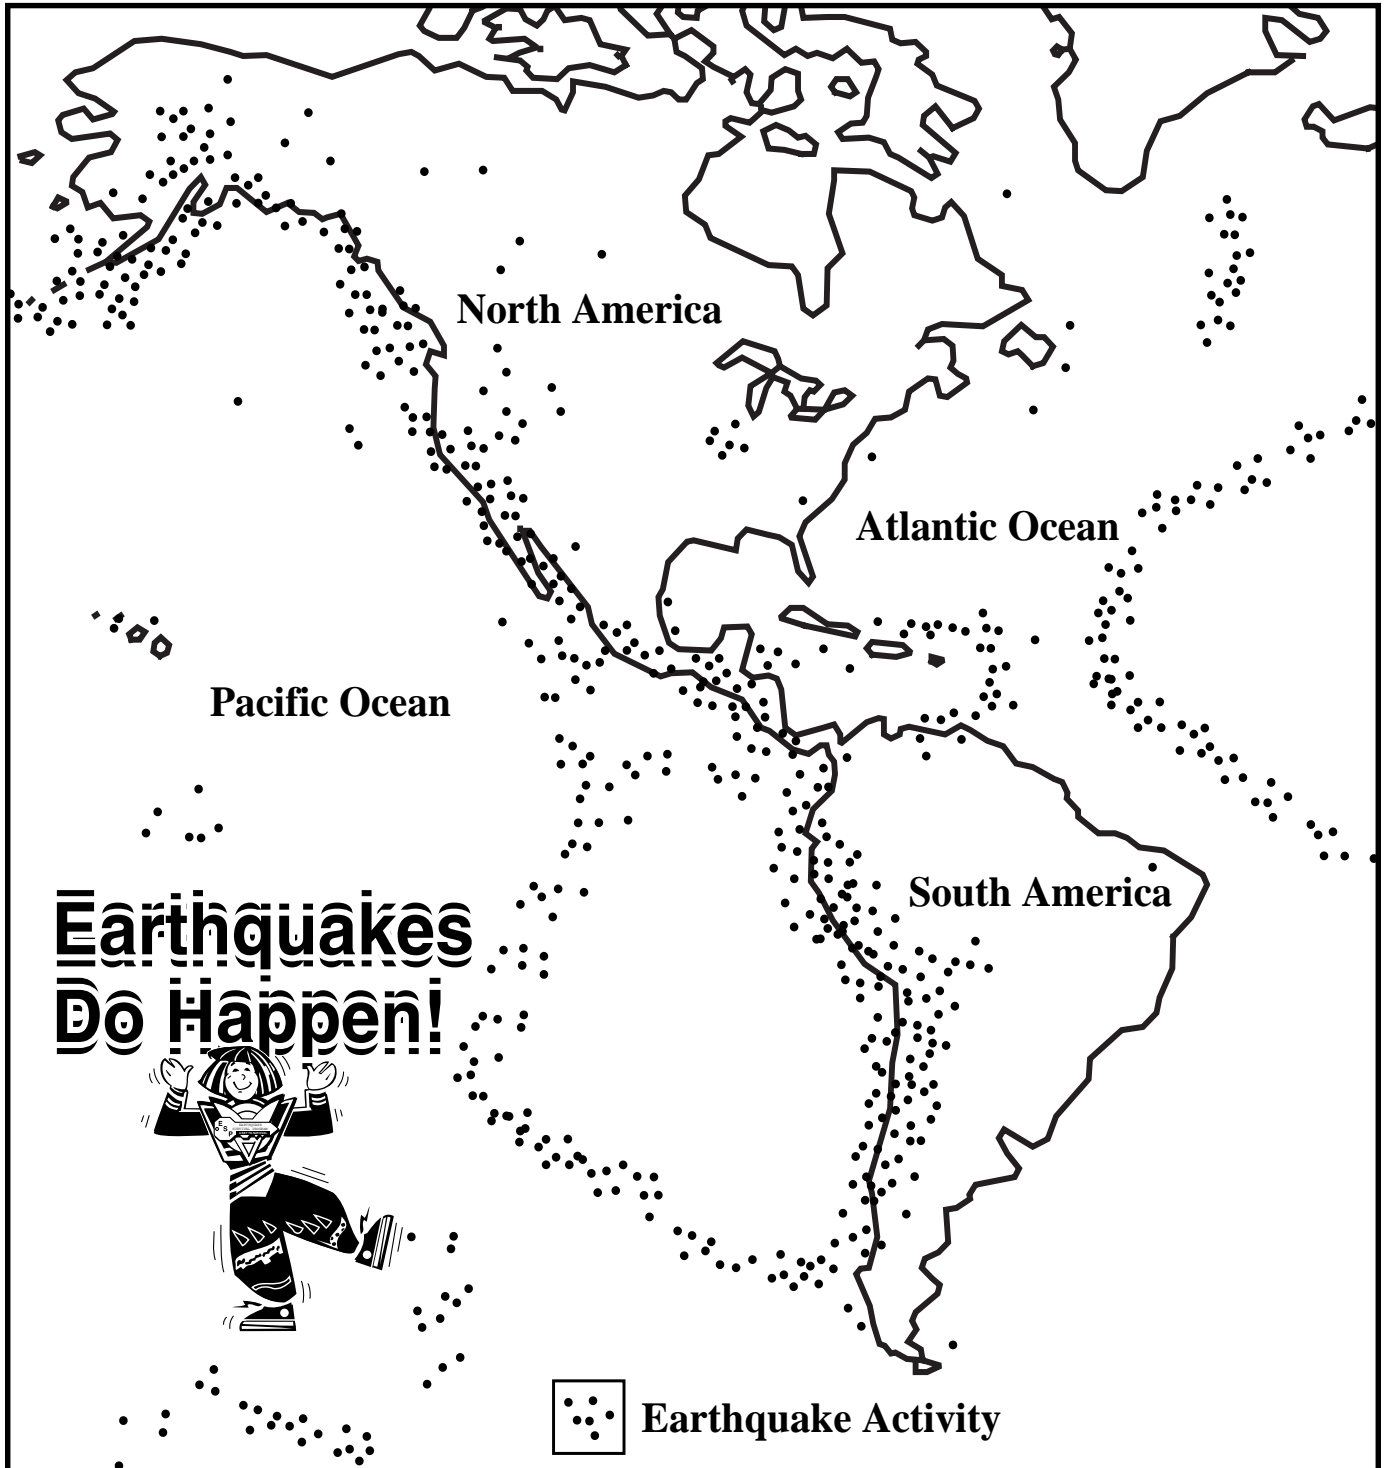 North America
Atlantic Ocean
Pacific Ocean
South America
Earthquakes
Do Happen!
E
S
P
Earthquake Activity